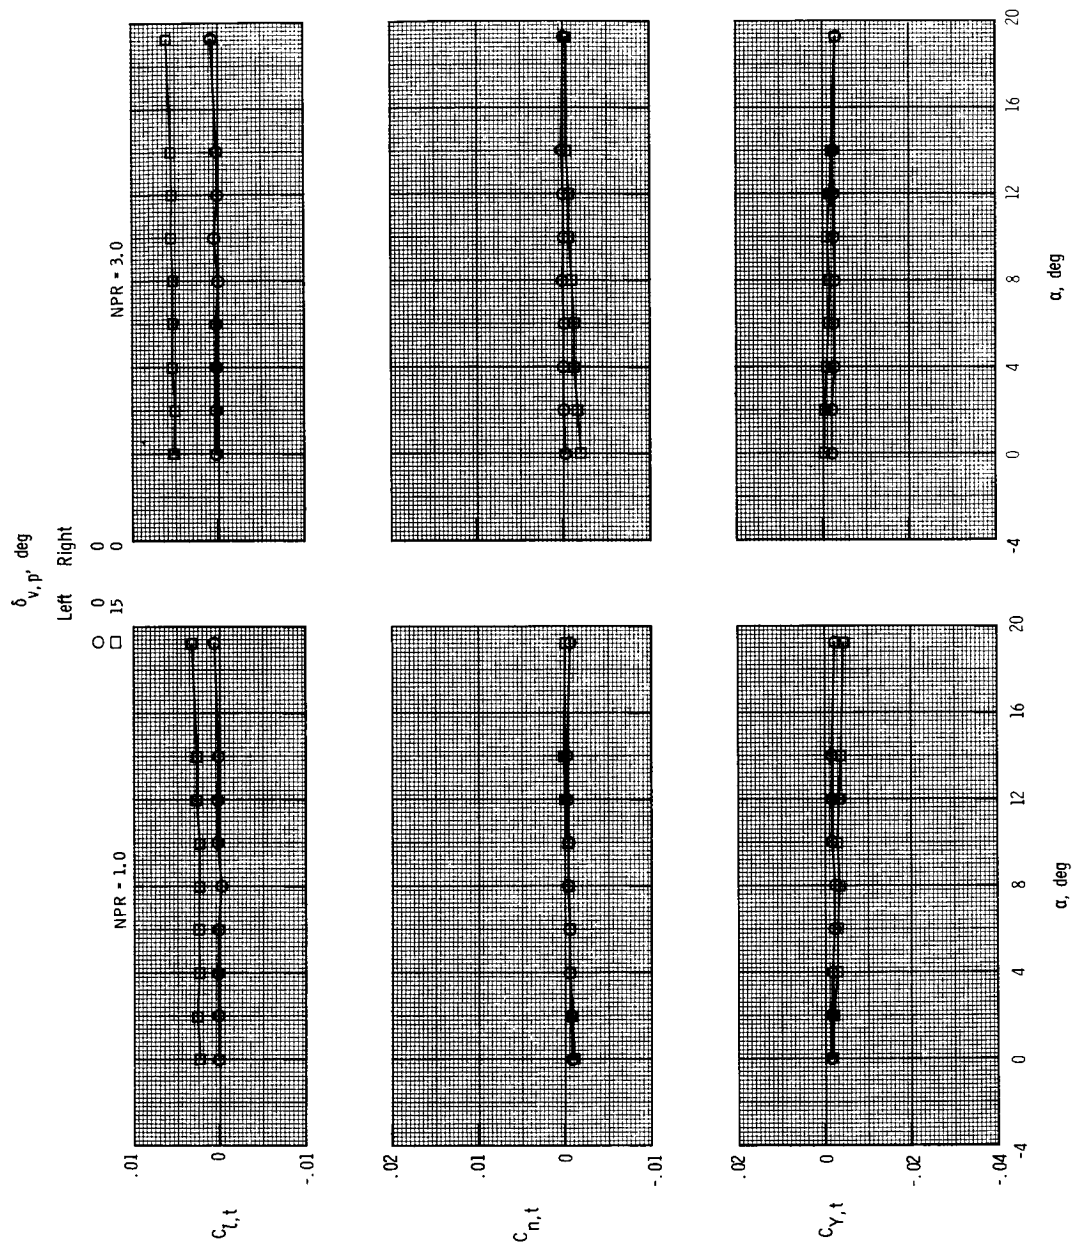 δv,p, deg
Left Right
○ 0 0
□ 15 0
NPR = 1.0
NPR = 3.0
.01
0
-.01
Cl,t
.02
.01
0
-.01
Cn,t
.02
0
-.02
-.04
CY,t
-4 0 4 8 12 16 20
α, deg
-4 0 4 8 12 16 20
α, deg